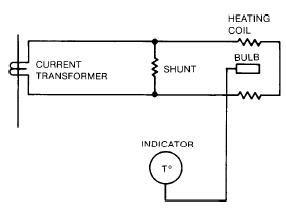 HEATING
COIL
BULB
CURRENT
TRANSFORMER
SHUNT
INDICATOR
T°